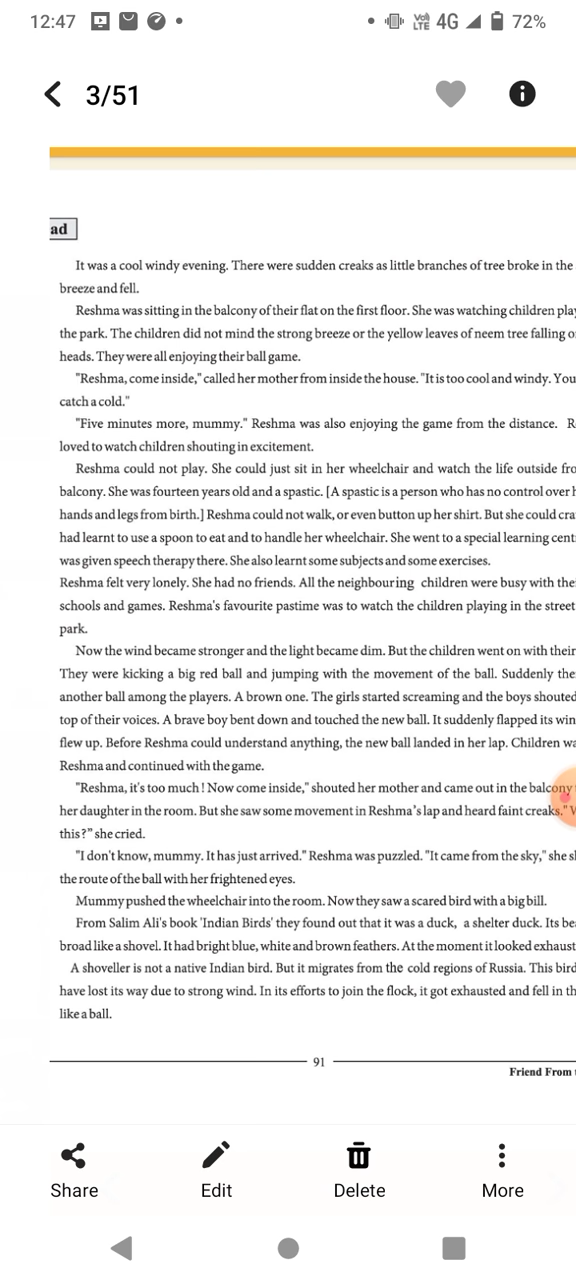 12:47
Vo)
LTE 4G 72%
3/51
ad
It was a cool windy evening. There were sudden creaks as little branches of tree broke in the
breeze and fell.
Reshma was sitting in the balcony of their flat on the first floor. She was watching children play
the park. The children did not mind the strong breeze or the yellow leaves of neem tree falling o
heads. They were all enjoying their ball game.
"Reshma, come inside," called her mother from inside the house. "It is too cool and windy. You
catch a cold."
"Five minutes more, mummy." Reshma was also enjoying the game from the distance. R
loved to watch children shouting in excitement.
Reshma could not play. She could just sit in her wheelchair and watch the life outside fro
balcony. She was fourteen years old and a spastic. [A spastic is a person who has no control over h
hands and legs from birth.] Reshma could not walk, or even button up her shirt. But she could cra
had learnt to use a spoon to eat and to handle her wheelchair. She went to a special learning cent
was given speech therapy there. She also learnt some subjects and some exercises.
Reshma felt very lonely. She had no friends. All the neighbouring children were busy with the
schools and games. Reshma's favourite pastime was to watch the children playing in the street
park.
Now the wind became stronger and the light became dim. But the children went on with their
They were kicking a big red ball and jumping with the movement of the ball. Suddenly the
another ball among the players. A brown one. The girls started screaming and the boys shouted
top of their voices. A brave boy bent down and touched the new ball. It suddenly flapped its win
flew up. Before Reshma could understand anything, the new ball landed in her lap. Children wa
Reshma and continued with the game.
"Reshma, it's too much! Now come inside," shouted her mother and came out in the balcony
her daughter in the room. But she saw some movement in Reshma's lap and heard faint creaks."
this?" she cried.
"I don't know, mummy. It has just arrived." Reshma was puzzled. "It came from the sky," she s
the route of the ball with her frightened eyes.
Mummy pushed the wheelchair into the room. Now they saw a scared bird with a big bill.
From Salim Ali's book 'Indian Birds' they found out that it was a duck, a shelter duck. Its be
broad like a shovel. It had bright blue, white and brown feathers. At the moment it looked exhaust
A shoveller is not a native Indian bird. But it migrates from the cold regions of Russia. This bird
have lost its way due to strong wind. In its efforts to join the flock, it got exhausted and fell in th
like a ball.
91
Friend From
Share Edit Delete More